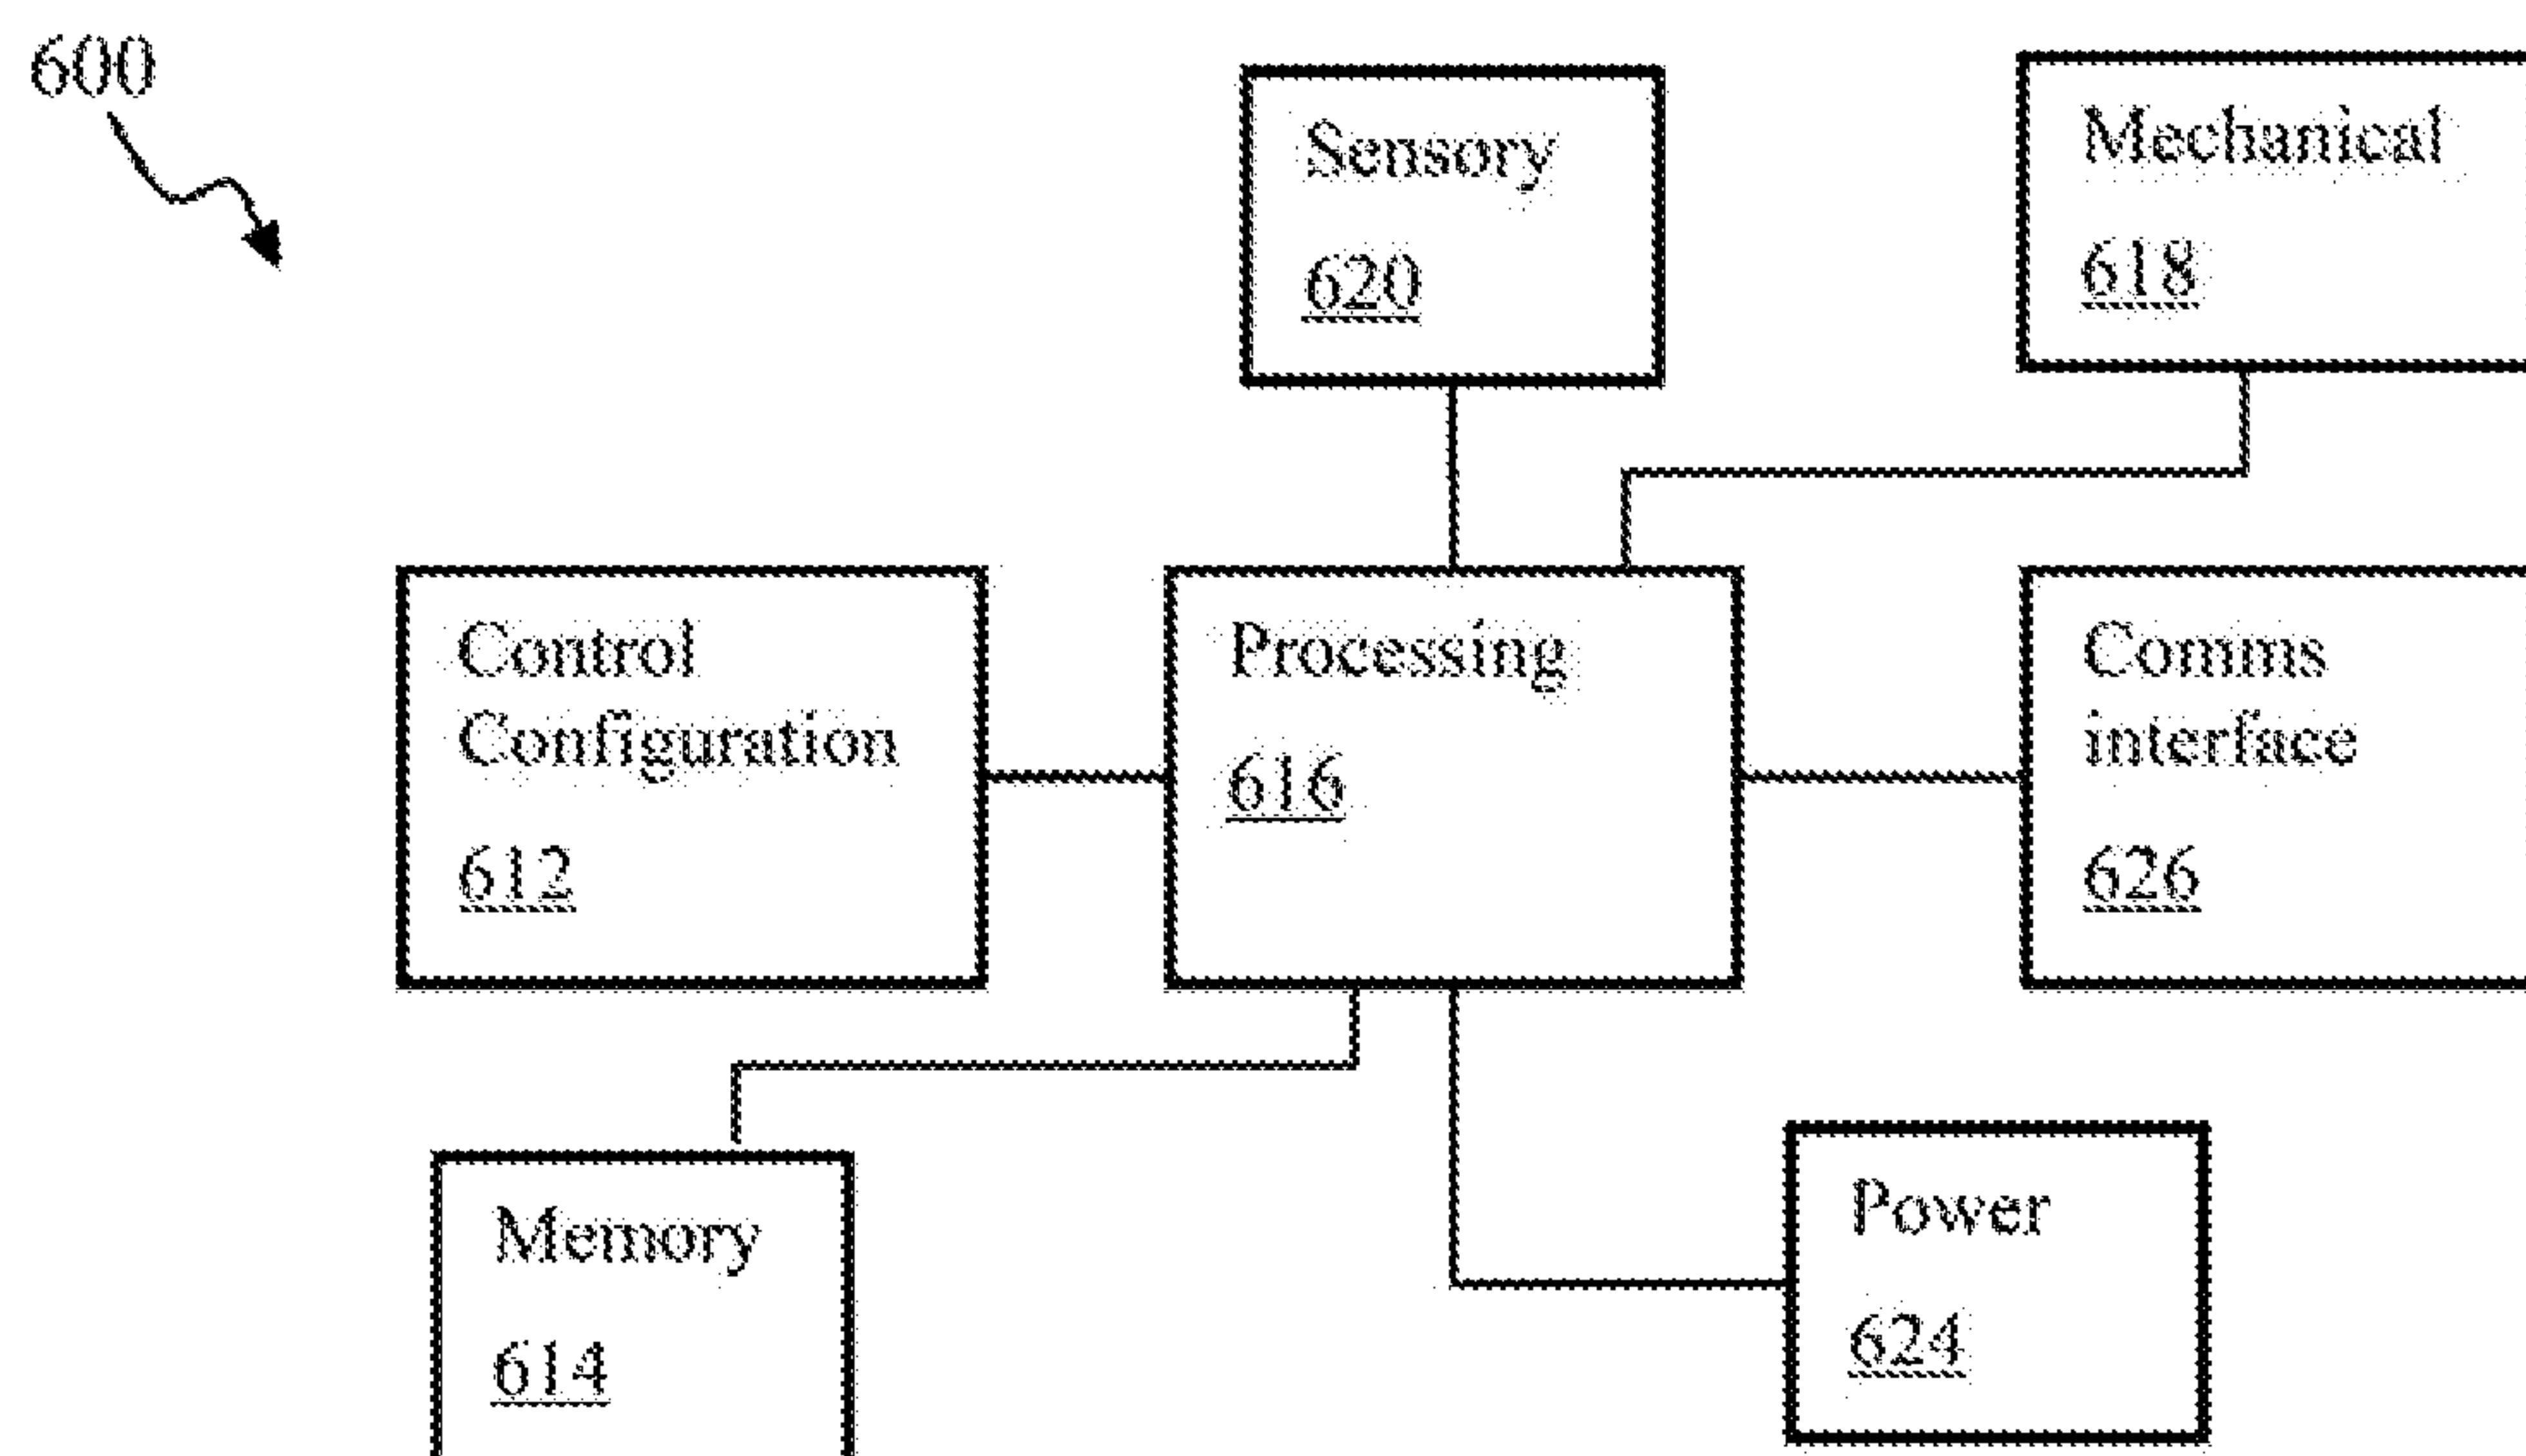 600
Sensory
620
Mechanical
618
Control
Configuration
612
Processing
616
Comms
interface
626
Memory
614
Power
624